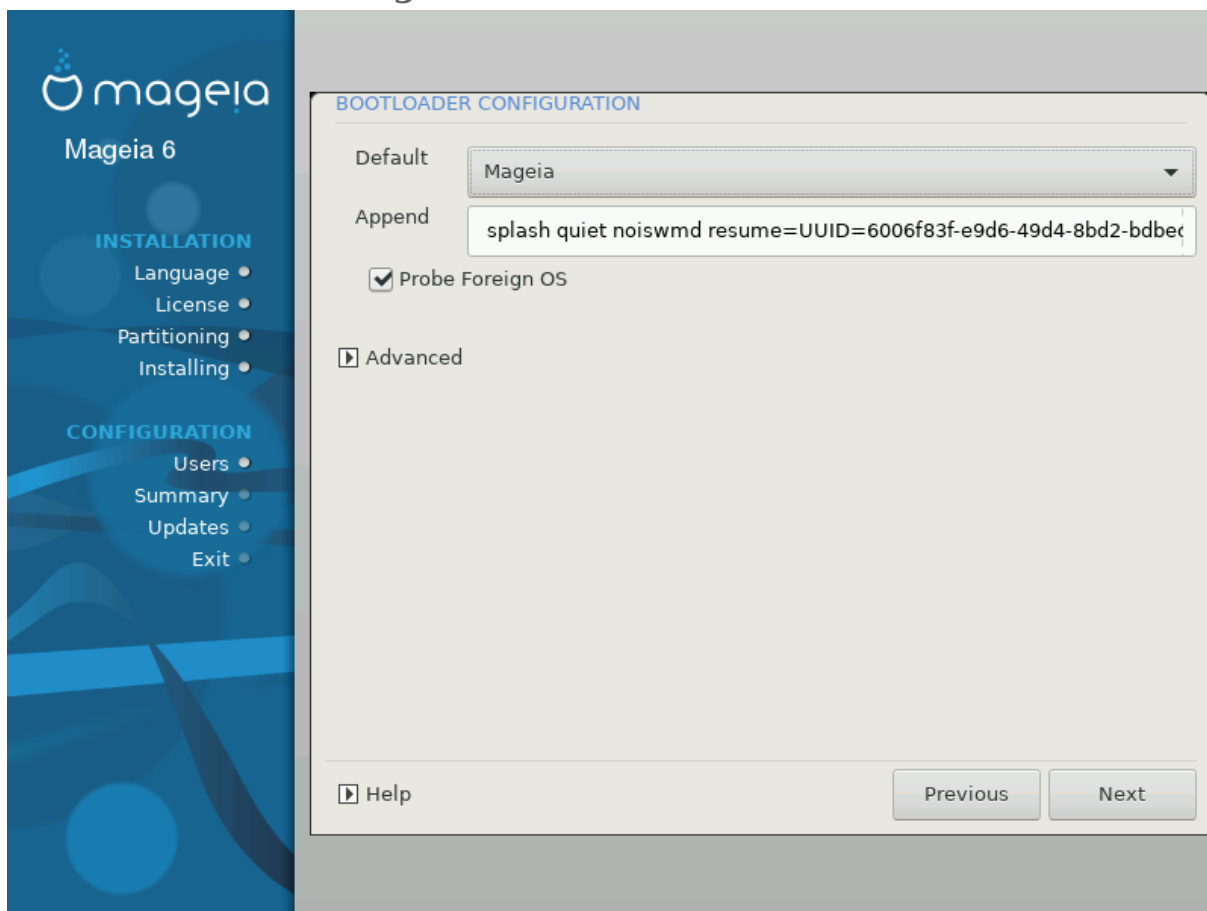 mageia
Mageia 6
INSTALLATION
Language
License
Partitioning
Installing
CONFIGURATION
Users
Summary
Updates
Exit
BOOTLOADER CONFIGURATION
Default
Mageia
Append
splash quiet noiswmd resume=UUID=6006f83f-e9d6-49d4-8bd2-bdbec
Probe Foreign OS
Advanced
Help
Previous
Next